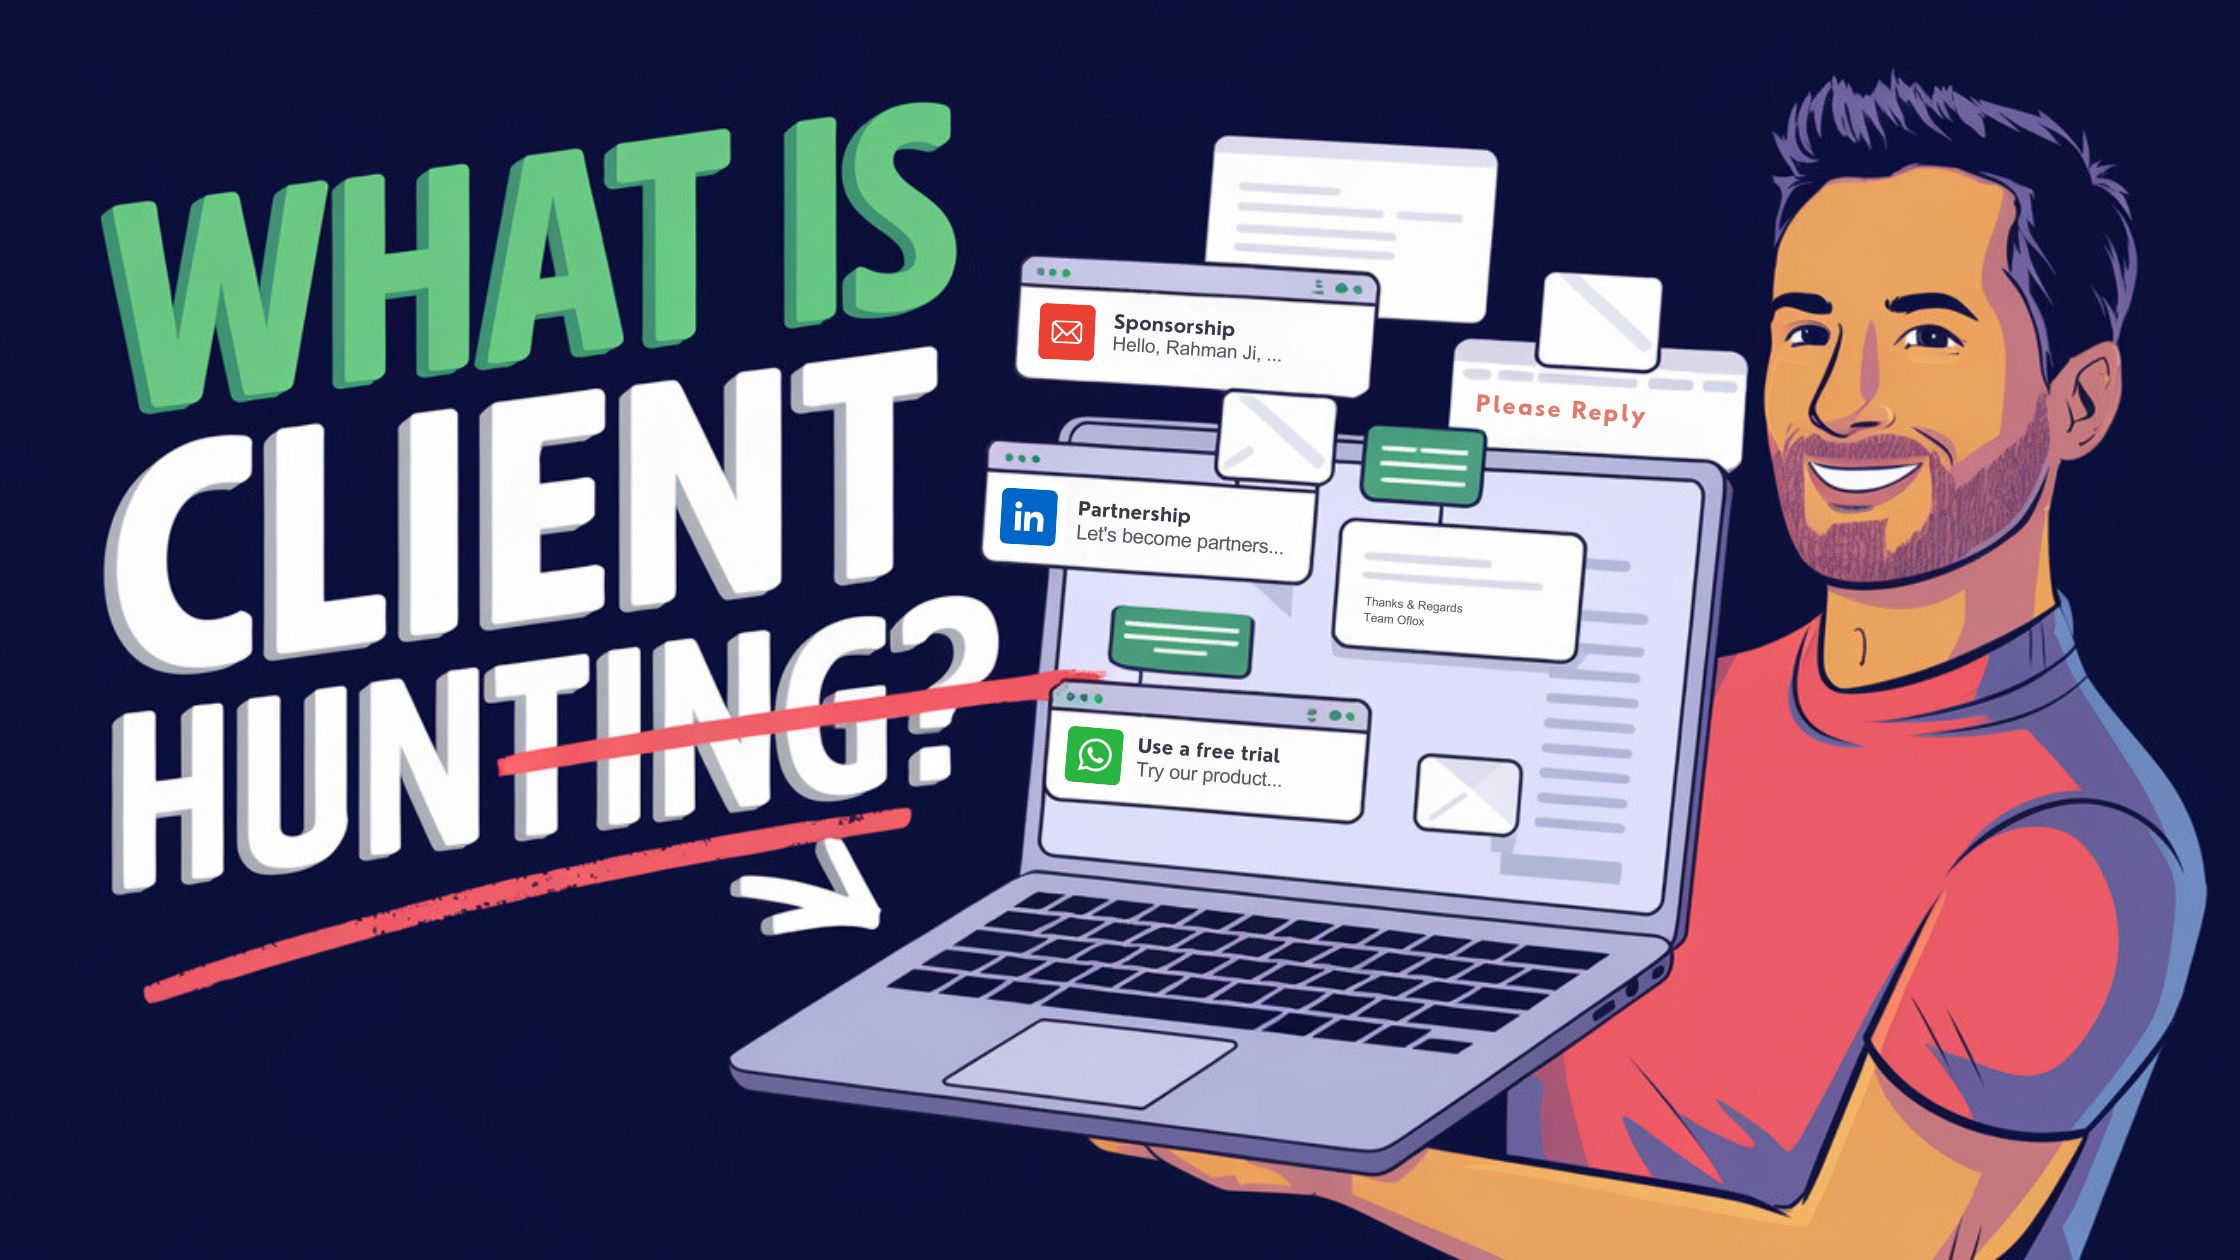 WHAT IS
CLIENT
HUNTING?
Sponsorship
Hello, Rahman Ji, ...
Please Reply
in
Partnership
Let's become partners...
Thanks & Regards
Team Oflox
Use a free trial
Try our product...